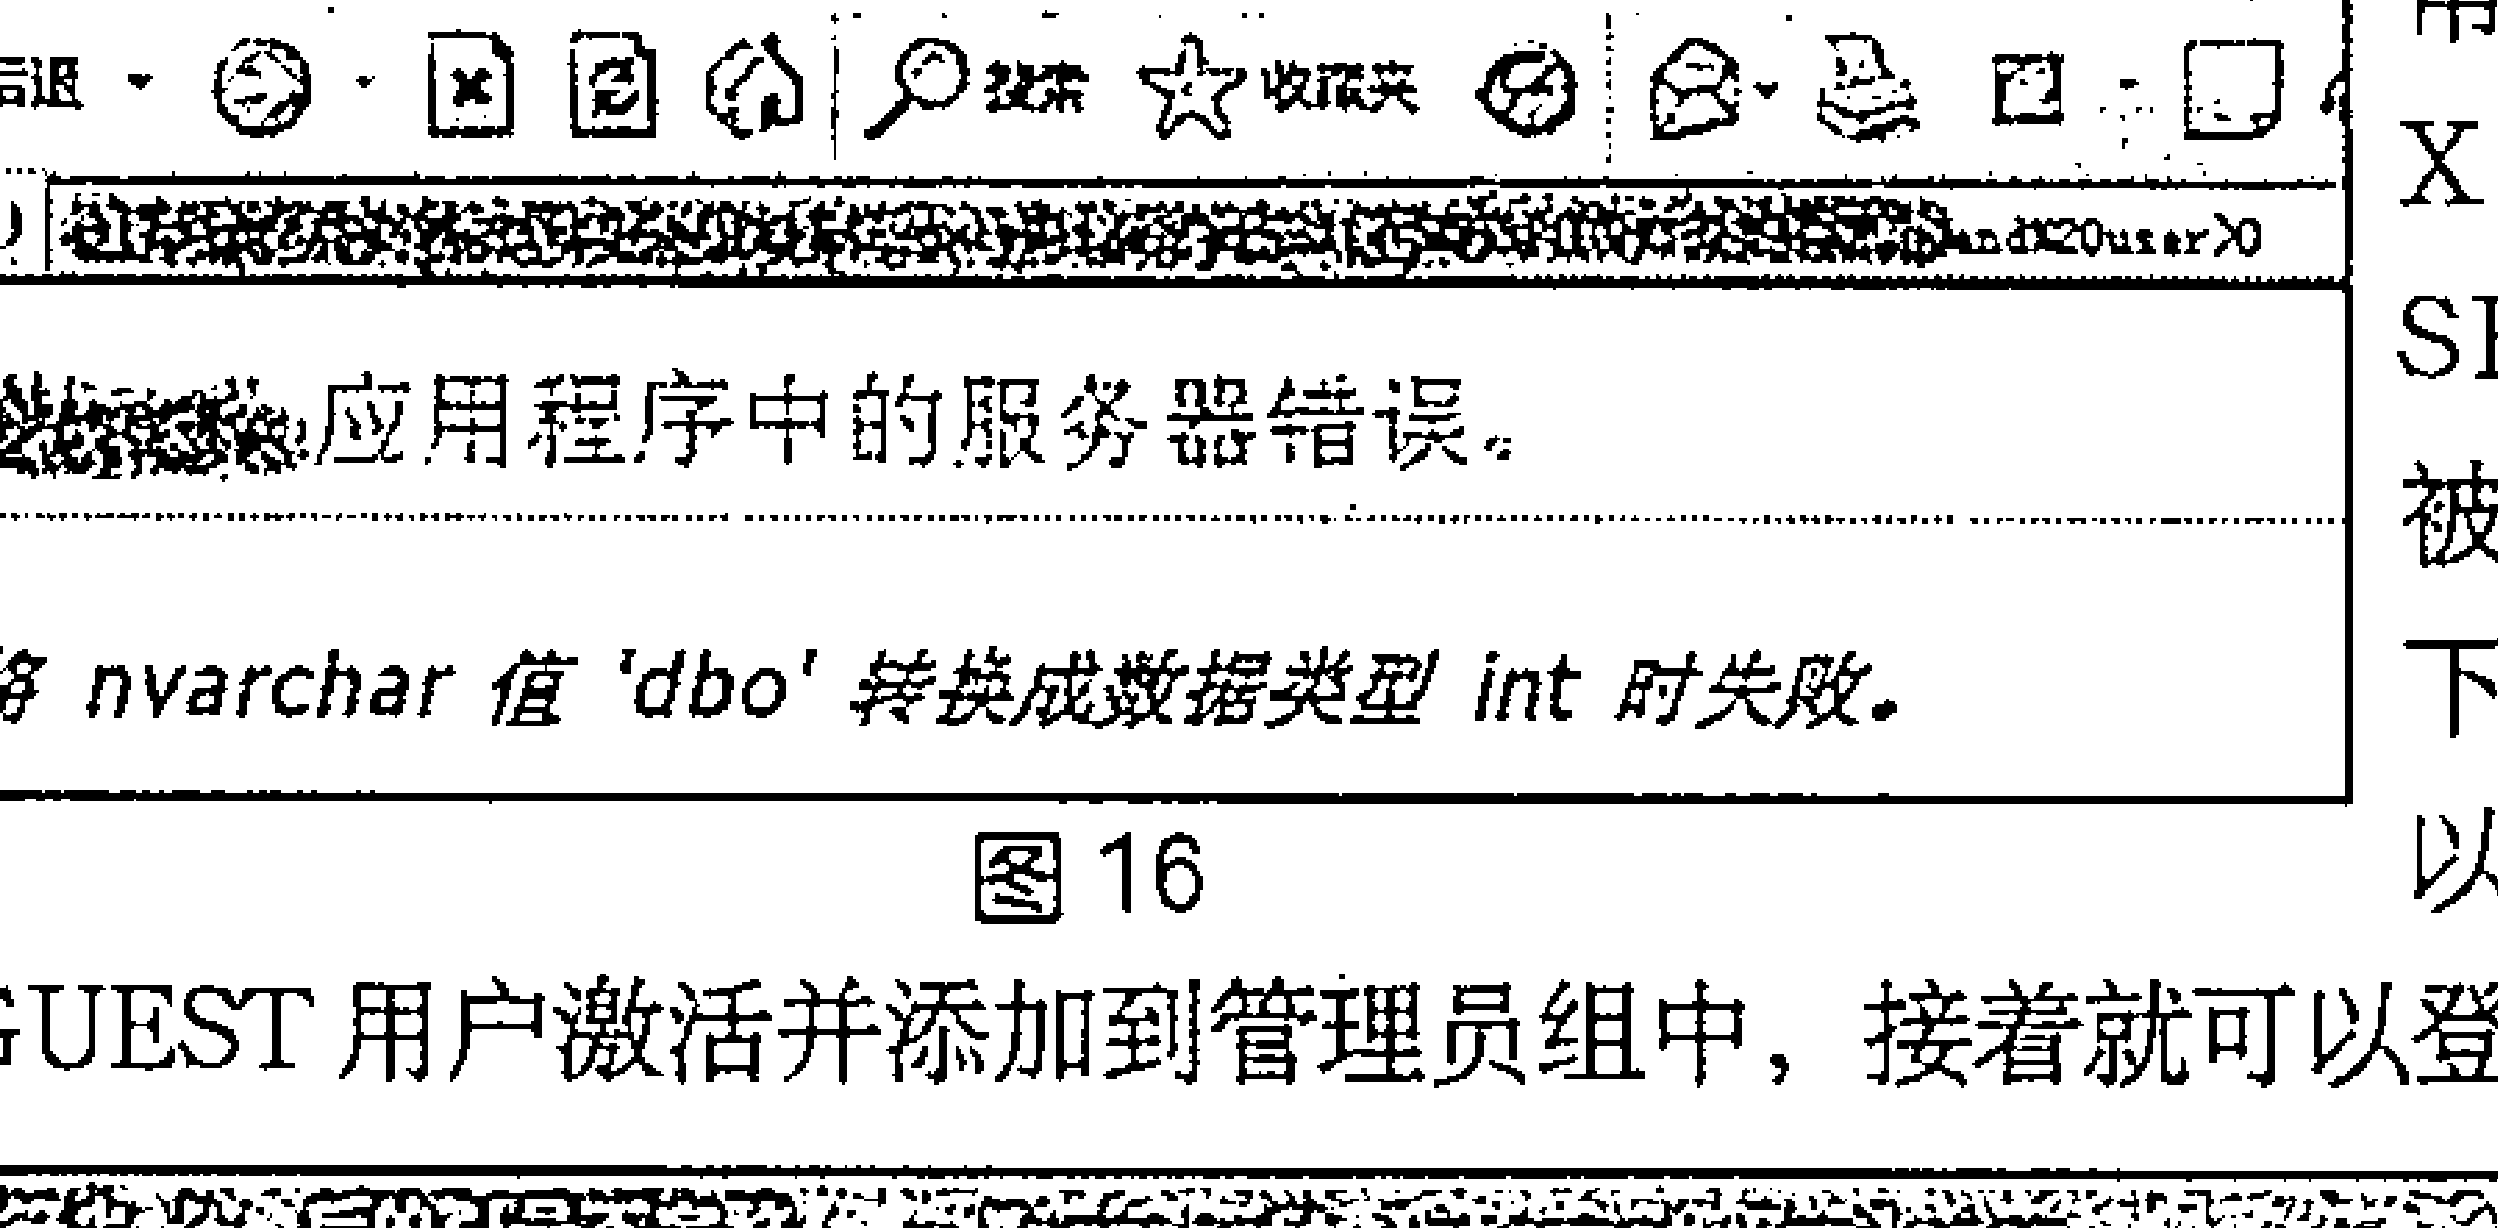 后退 搜索 收藏夹
and%20user>0
应用程序中的服务器错误。
将 nvarchar 值 'dbo' 转换成数据类型 int 时失败。
图 16
GUEST 用户激活并添加到管理员组中，接着就可以登
X
被
下
以